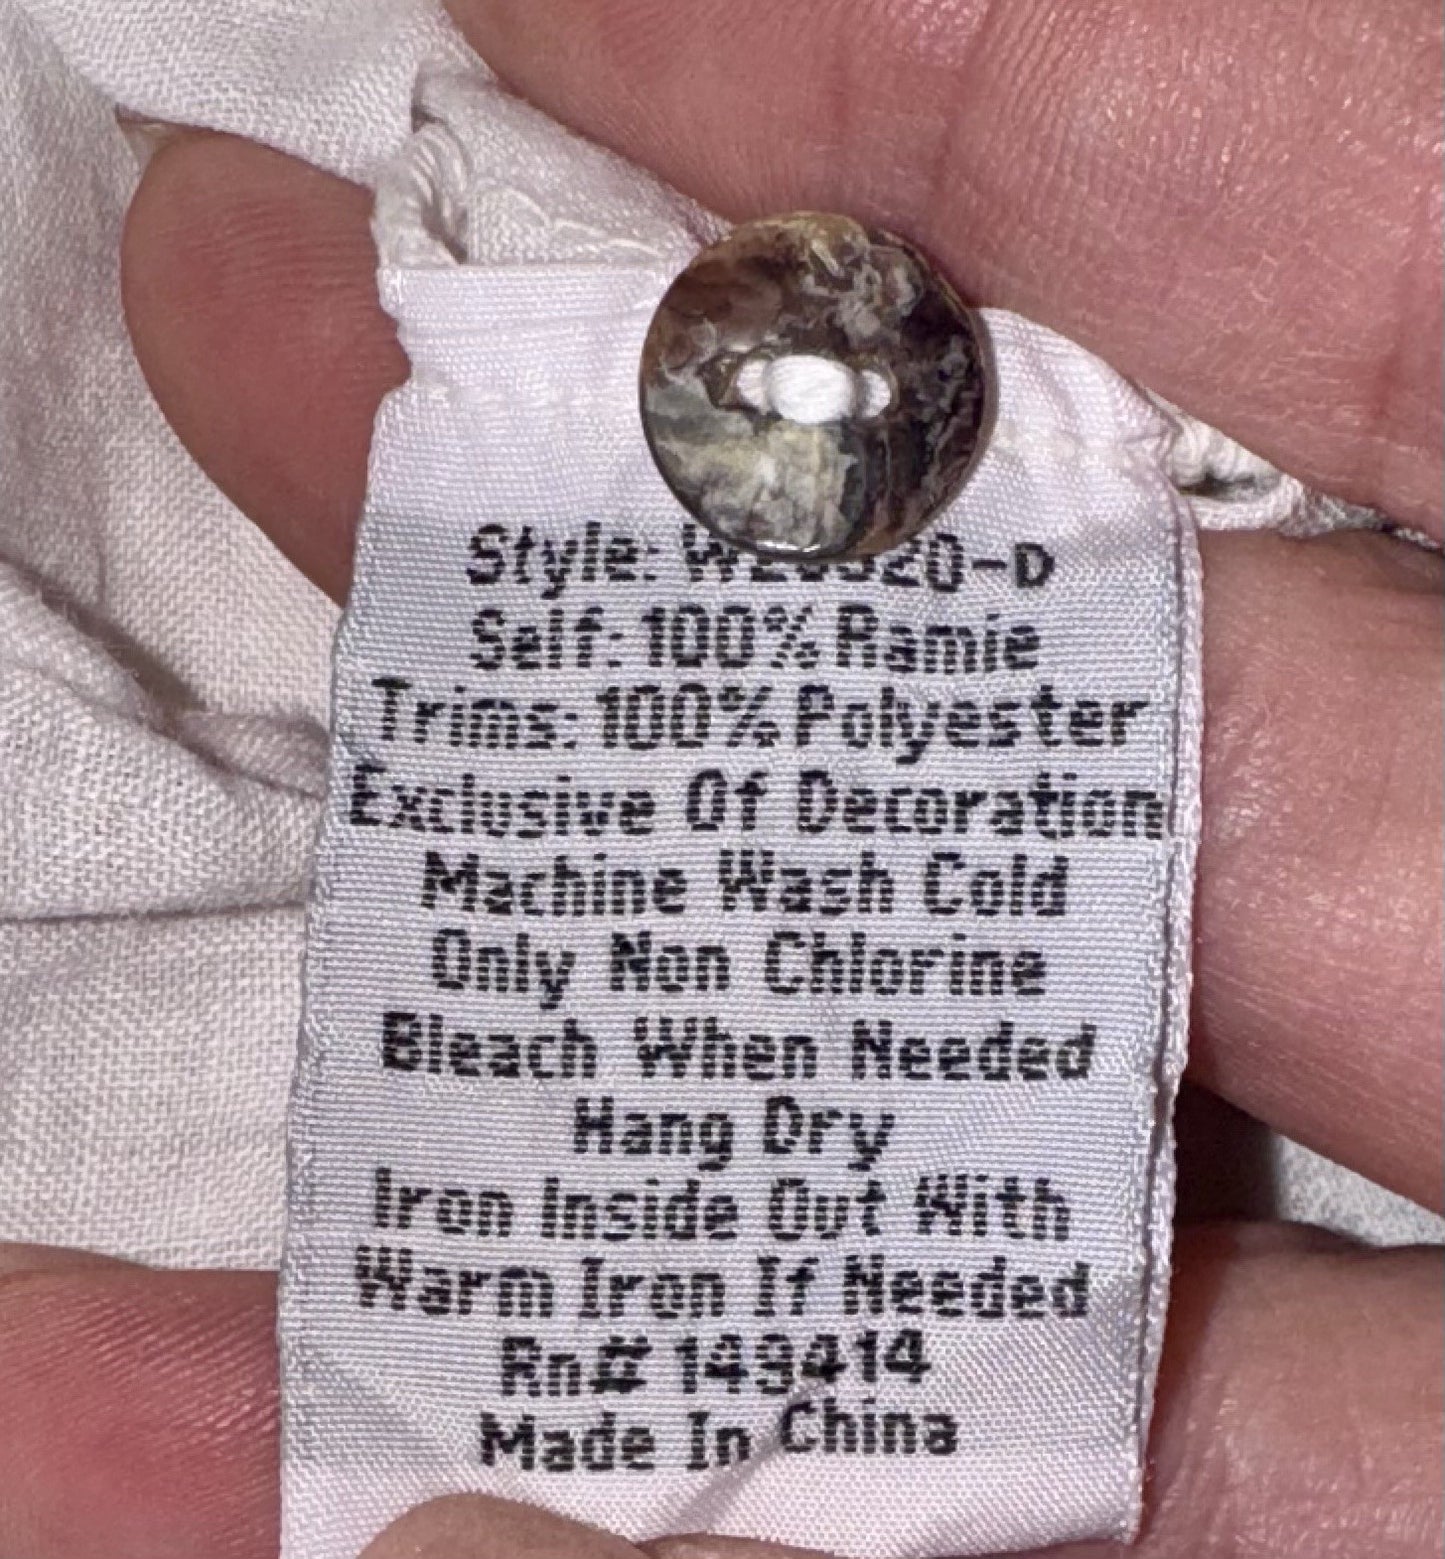 Style:
Self: 100% Ramie
Trims: 100% Polyester
Exclusive Of Decoration
Machine Wash Cold
Only Non Chlorine
Bleach When Needed
Hang Dry
Iron Inside Out With
Warm Iron If Needed
Rn# 149414
Made In China